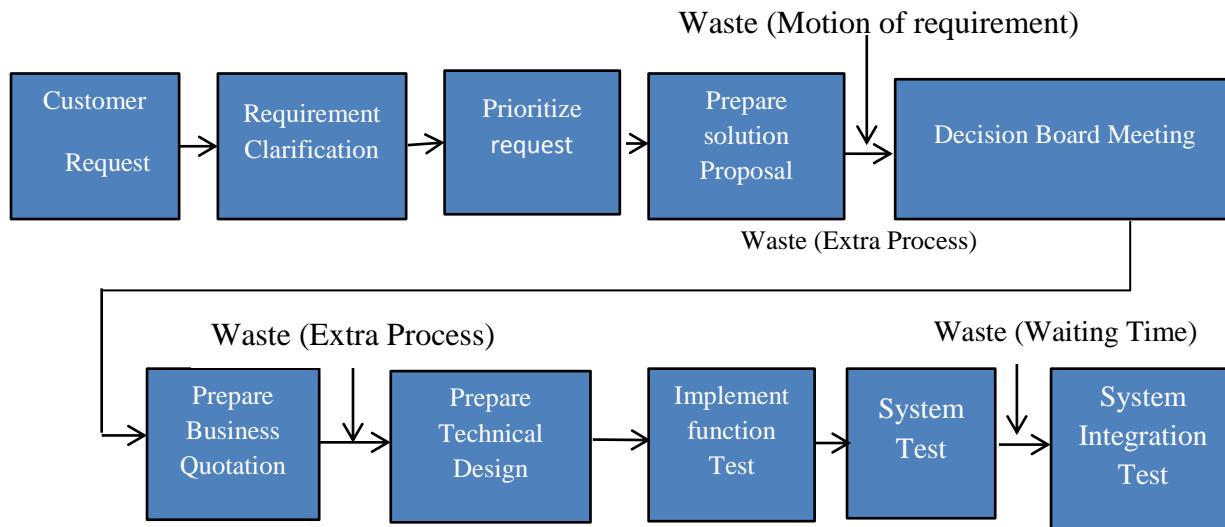 Waste (Motion of requirement)
Customer
Request
Requirement
Clarification
Prioritize
request
Prepare
solution
Proposal
Decision Board Meeting
Waste (Extra Process)
Waste (Extra Process)
Waste (Waiting Time)
Prepare
Business
Quotation
Prepare
Technical
Design
Implement
function
Test
System
Test
System
Integration
Test